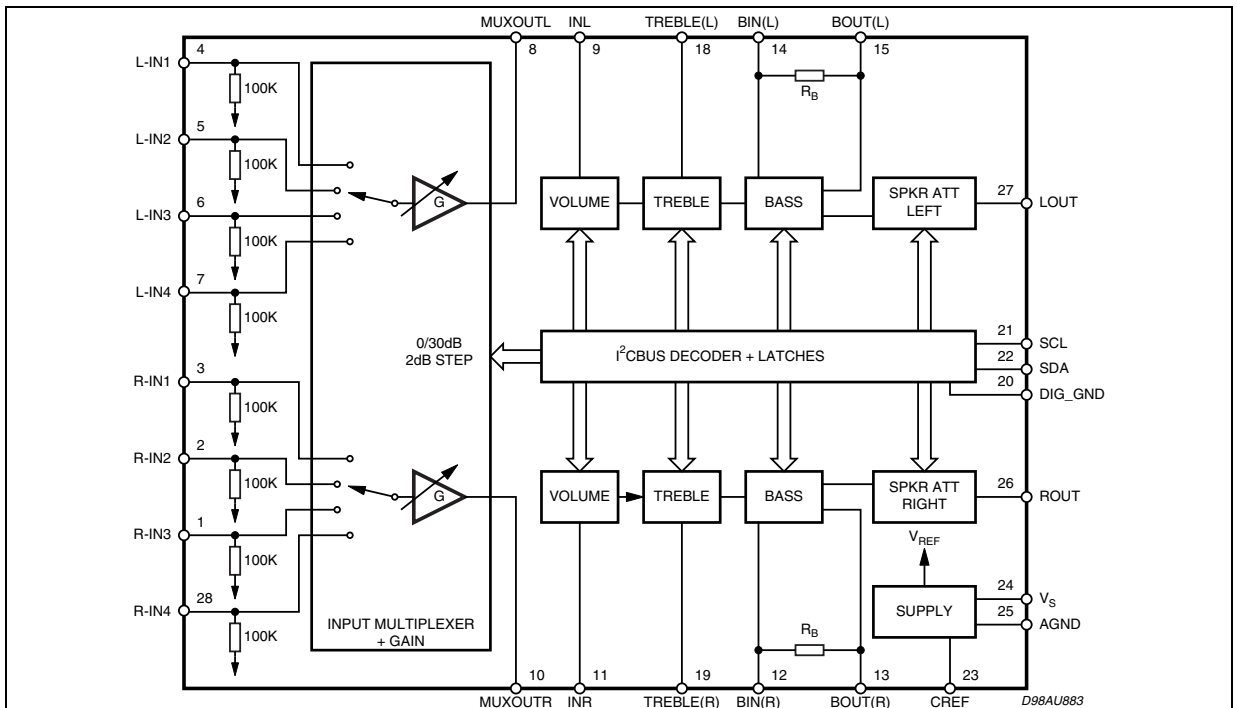 MUXOUTL INL TREBLE(L) BIN(L) BOUT(L)
8 9 18 14 15
4
L-IN1
100K
R_B
5
L-IN2
100K
6
L-IN3
100K
G
VOLUME TREBLE BASS SPKR ATT
LEFT
27 LOUT
7
L-IN4
100K
0/30dB
2dB STEP
I²CBUS DECODER + LATCHES
21 SCL
22 SDA
20 DIG_GND
3
R-IN1
100K
2
R-IN2
100K
G
VOLUME TREBLE BASS SPKR ATT
RIGHT
26 ROUT
1
R-IN3
100K
V_REF
28
R-IN4
100K
INPUT MULTIPLEXER
+ GAIN
R_B
SUPPLY
24 V_S
25 AGND
10 11 19 12 13 23
MUXOUTR INR TREBLE(R) BIN(R) BOUT(R) CREF
D98AU883